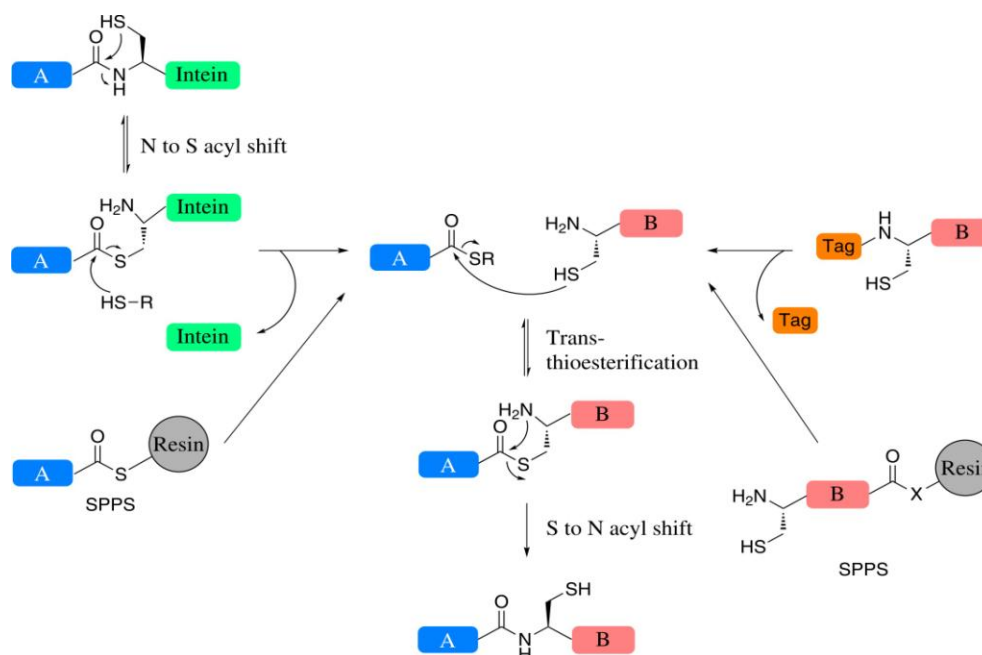 HS
O
A
N
H
Intein
N to S acyl shift
H₂N
Intein
O
A
S
HS–R
Intein
O
A
SR
H₂N
B
HS
H
Tag
N
B
HS
Tag
Trans-
thioesterification
O
Resin
A
S
SPPS
H₂N
B
O
A
S
S to N acyl shift
O
Resin
H₂N
B
X
HS
SPPS
SH
O
A
N
H
B